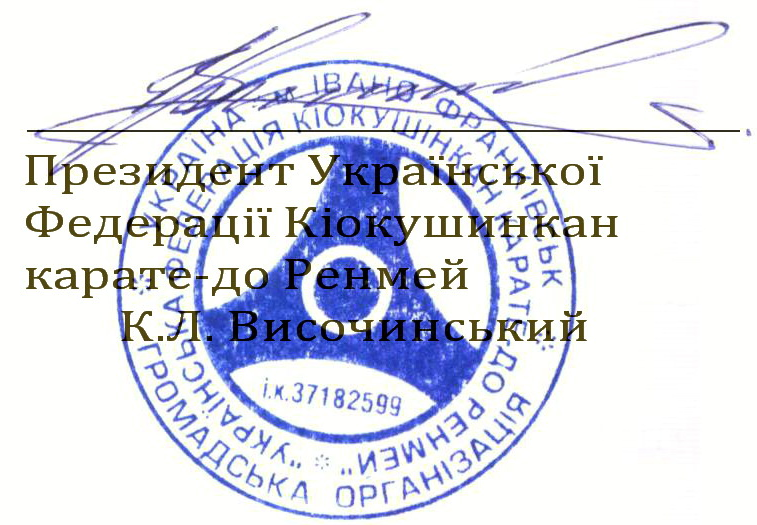 Президент Української
Федерації Кіокушинкан
карате-до Ренмей
К.Л. Височинський
УКРАЇНА * м ІВАНО ФРАНКІВСЬК
* ГРОМАДСЬКА ОРГАНІЗАЦІЯ *
"УКРАЇНСЬКА ФЕДЕРАЦІЯ КІОКУШІНКАН КАРАТЕ-ДО РЕНМЕЙ" *
і.к.37182599